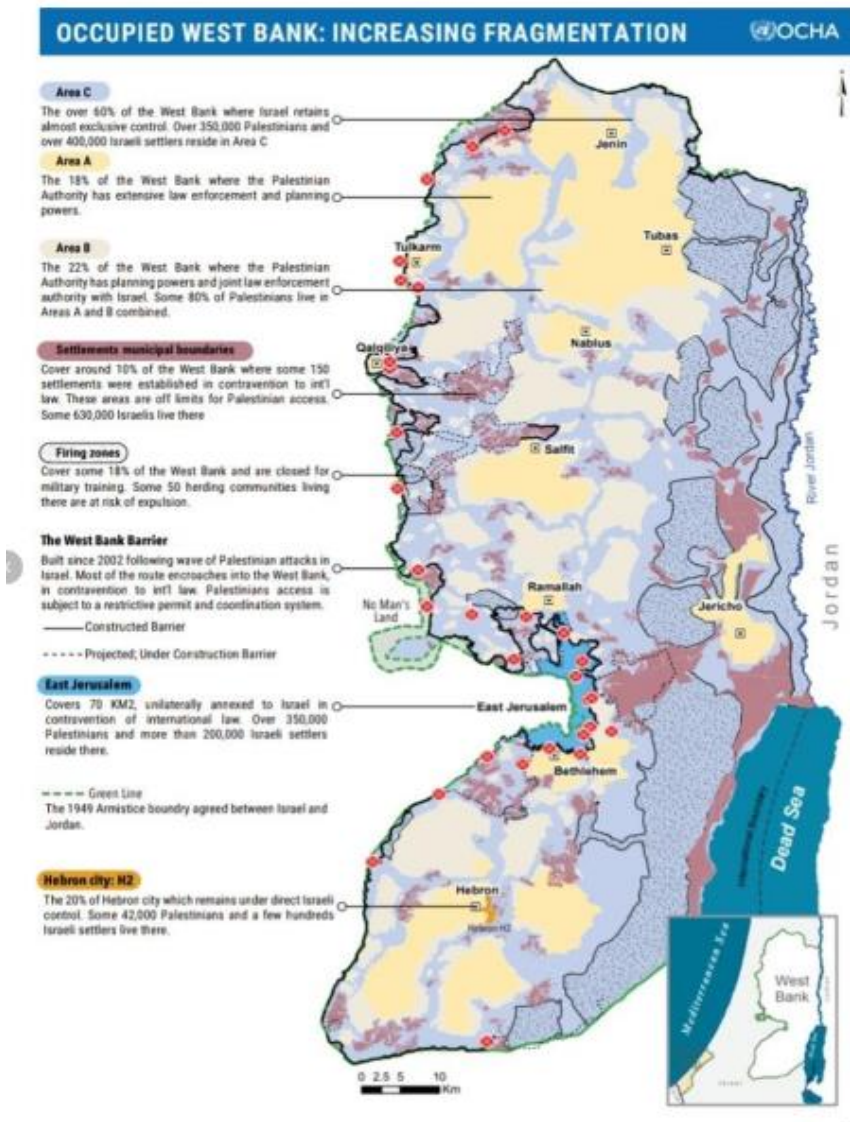 OCCUPIED WEST BANK: INCREASING FRAGMENTATION
OCHA
Area C
The over 60% of the West Bank where Israel retains
almost exclusive control. Over 350,000 Palestinians and
over 400,000 Israeli settlers reside in Area C
Area A
The 18% of the West Bank where the Palestinian
Authority has extensive law enforcement and planning
powers.
Area B
The 22% of the West Bank where the Palestinian
Authority has planning powers and joint law enforcement
authority with Israel. Some 80% of Palestinians live in
Areas A and B combined.
Settlements municipal boundaries
Cover around 10% of the West Bank where some 150
settlements were established in contravention to int'l
law. These areas are off limits for Palestinian access.
Some 630,000 Israelis live there
Firing zones
Cover some 18% of the West Bank and are closed for
military training. Some 50 herding communities living
there are at risk of expulsion.
The West Bank Barrier
Built since 2002 following wave of Palestinian attacks in
Israel. Most of the route encroaches into the West Bank,
in contravention to int'l law. Palestinians access is
subject to a restrictive permit and coordination system.
Constructed Barrier
Projected; Under Construction Barrier
East Jerusalem
Covers 70 KM2, unilaterally annexed to Israel in
contravention of international law. Over 350,000
Palestinians and more than 200,000 Israeli settlers
reside there.
Green Line
The 1949 Armistice boundry agreed between Israel and
Jordan.
Hebron city: H2
The 20% of Hebron city which remains under direct Israeli
control. Some 42,000 Palestinians and a few hundreds
Israeli settlers live there.
Jenin
Tubas
Tulkarm
Nablus
Qalqiliya
Salfit
River Jordan
Jordan
Ramallah
No Man's
Land
Jericho
East Jerusalem
Bethlehem
International Boundary
Dead Sea
Hebron
Hebron H2
Mediterranean Sea
West
Bank
0 2.5 5 10
Km